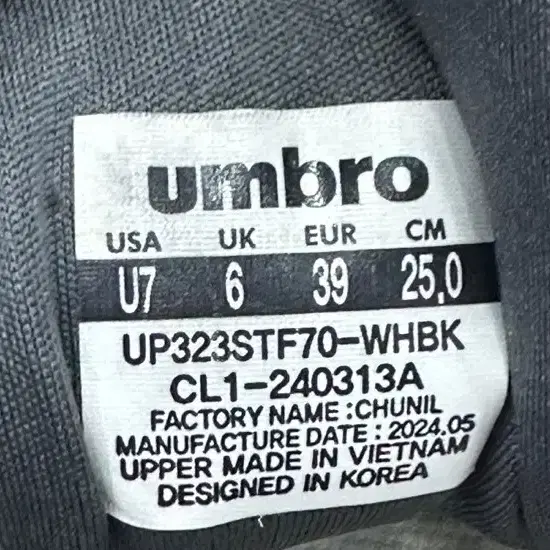 umbro
USA UK EUR CM
U7 6 39 25.0
UP323STF70-WHBK
CL1-240313A
FACTORY NAME : CHUNIL
MANUFACTURE DATE : 2024.05
UPPER MADE IN VIETNAM
DESIGNED IN KOREA